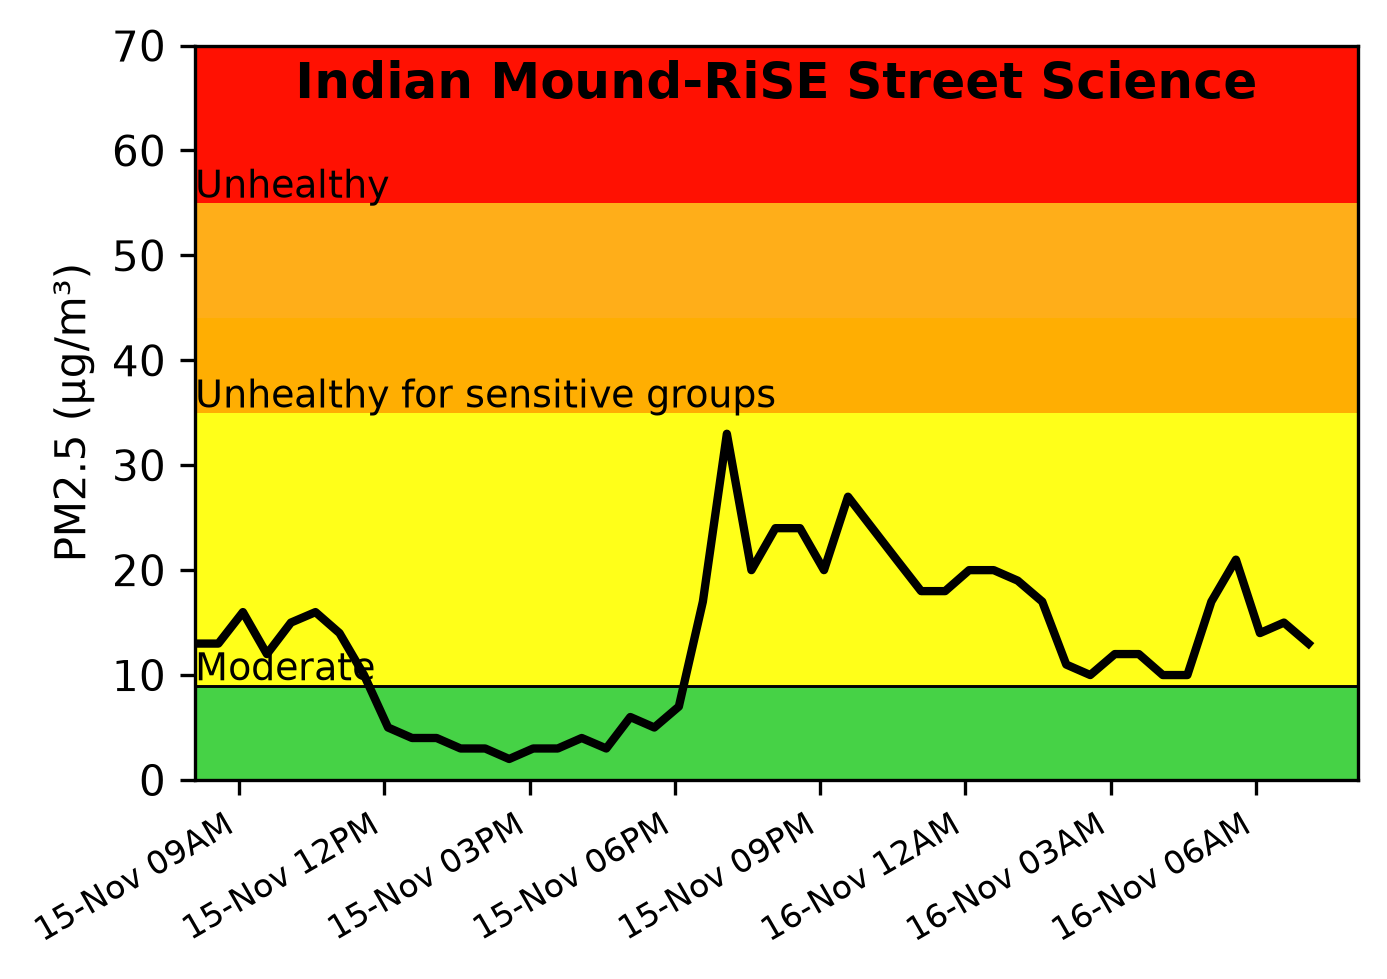 Indian Mound-RiSE Street Science
70
60
Unhealthy
50
40
Unhealthy for sensitive groups
30
20
10
Moderate
0
PM2.5 (µg/m³)
15-Nov 09AM
15-Nov 12PM
15-Nov 03PM
15-Nov 06PM
15-Nov 09PM
16-Nov 12AM
16-Nov 03AM
16-Nov 06AM